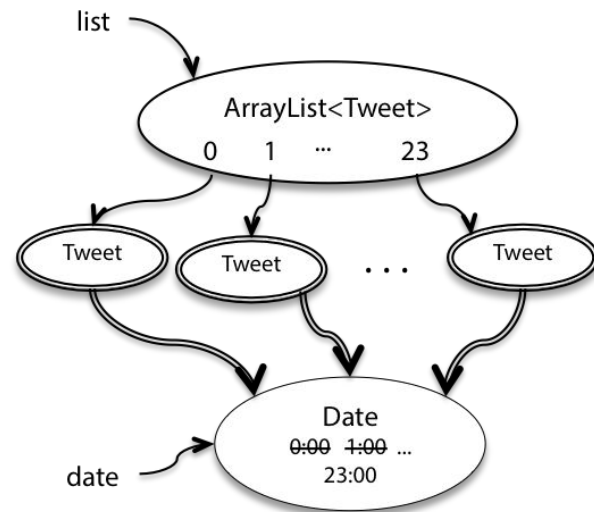 list
ArrayList<Tweet>
0 1 ... 23
Tweet Tweet ... Tweet
Date
0:00 1:00 ...
23:00
date